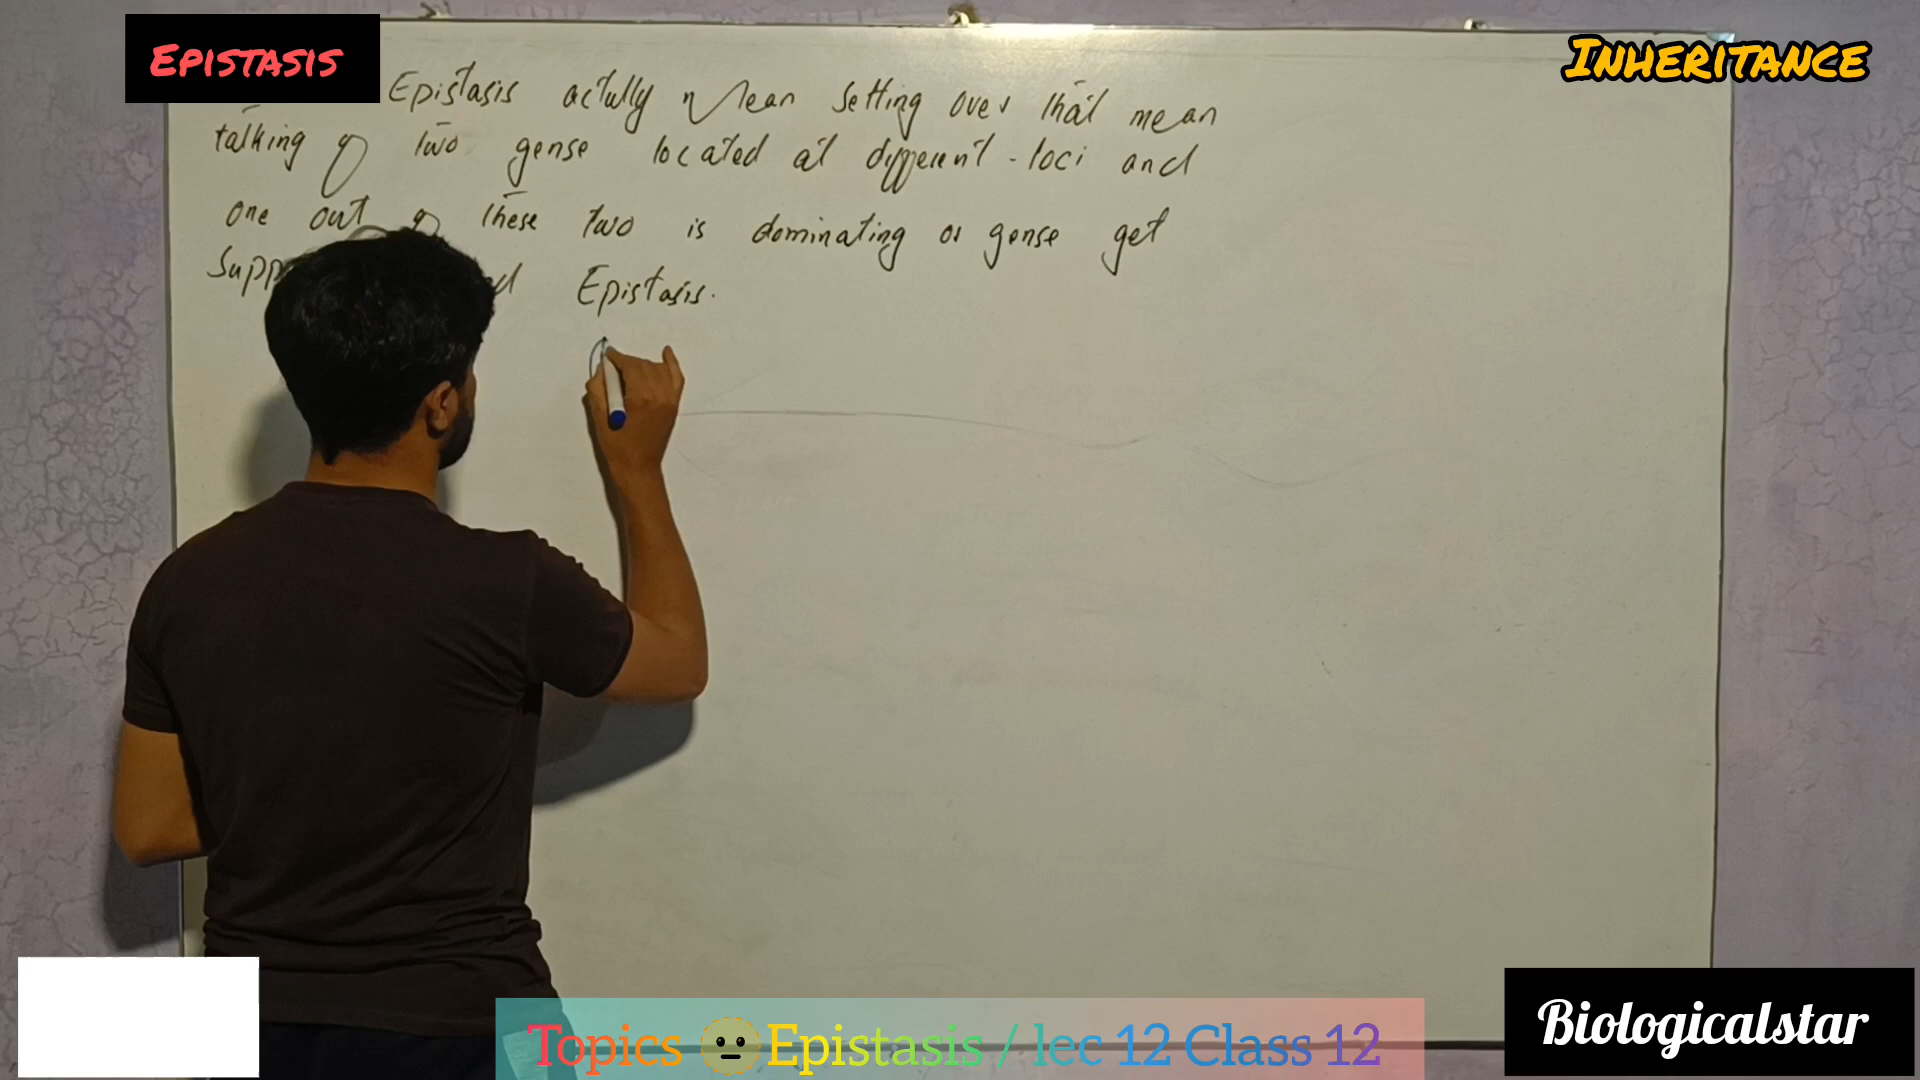 EPISTASIS
INHERITANCE
Epistasis actully Mean Setting over that mean
talking of two gense located at different - loci and
one out of these two is dominating or gense get
Epistasis.
Topics 😐 Epistasis / lec 12 Class 12
Biologicalstar